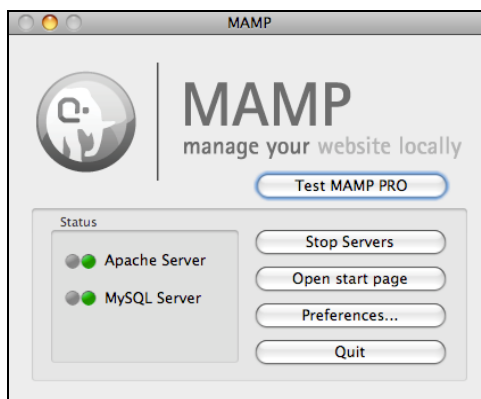 MAMP
MAMP
manage your website locally
Test MAMP PRO
Status
Apache Server
MySQL Server
Stop Servers
Open start page
Preferences...
Quit